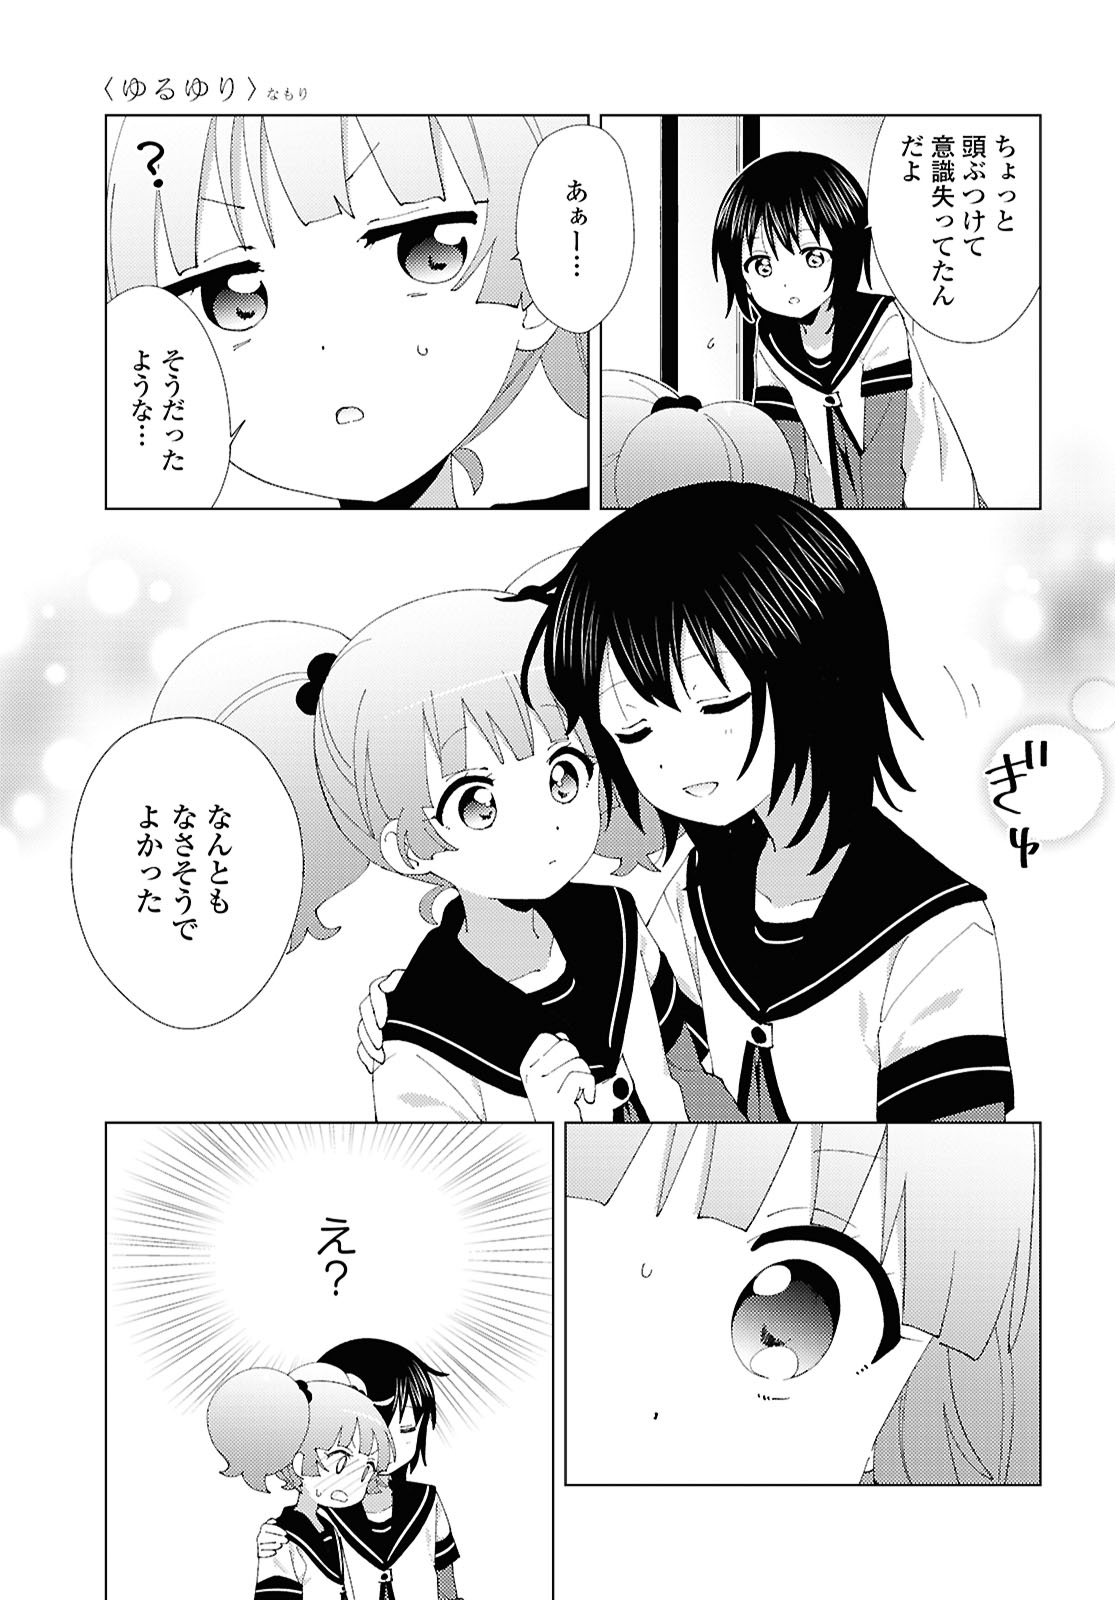 〈ゆるゆり〉なもり
ちょっと
頭ぶつけて
意識失ってたん
だよ
あぁー…
?
そうだった
ような…
ぎゅ
なんとも
なさそうで
よかった
え?